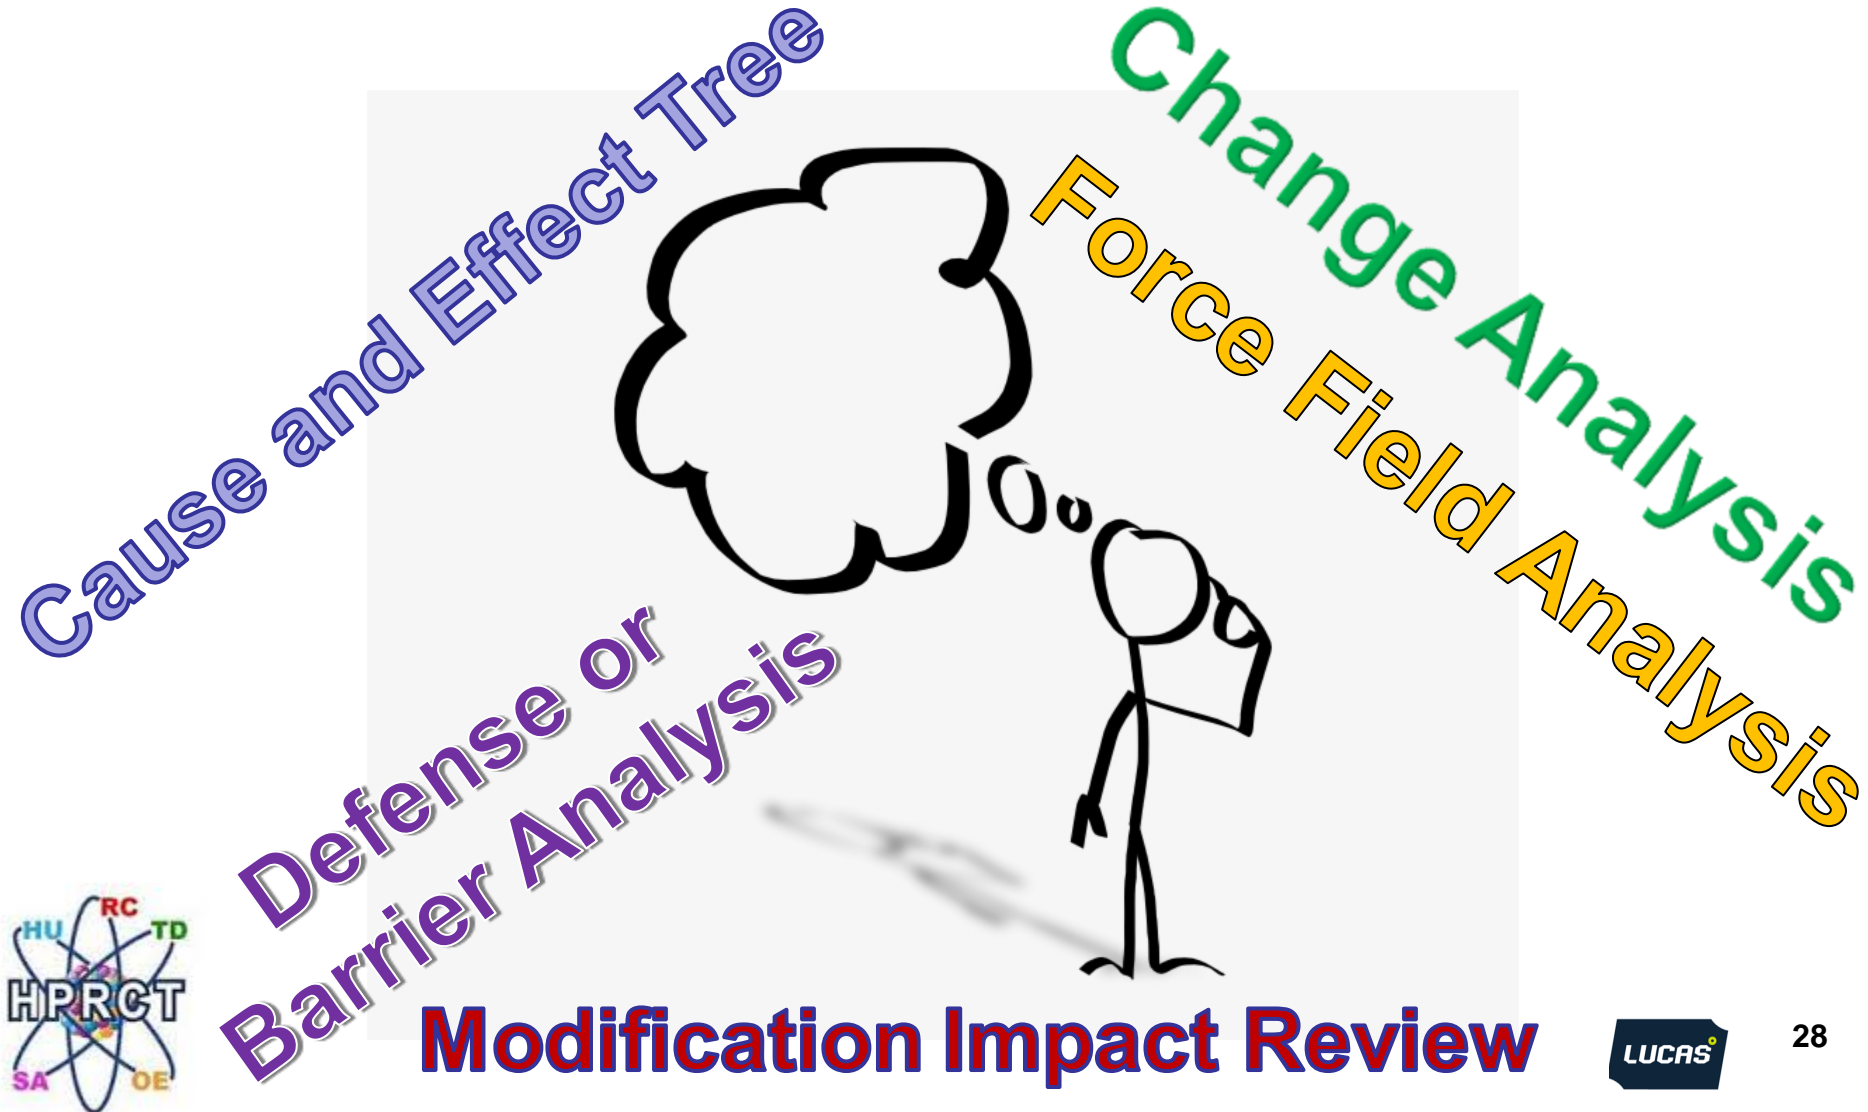 Cause and Effect Tree
Change Analysis
Force Field Analysis
Defense or
Barrier Analysis
Modification Impact Review
RC
HU
TD
HPRCT
SA
OE
LUCAS
28